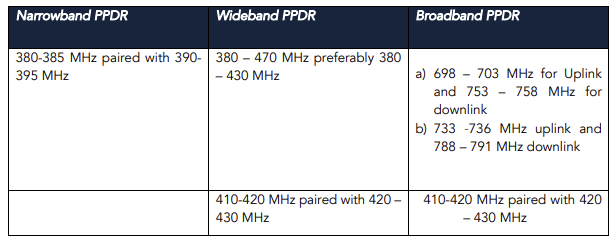 Narrowband PPDR
Wideband PPDR
Broadband PPDR
380-385 MHz paired with 390-
395 MHz
380 – 470 MHz preferably 380
– 430 MHz
a) 698 – 703 MHz for Uplink
and 753 – 758 MHz for
downlink
b) 733 -736 MHz uplink and
788 – 791 MHz downlink
410-420 MHz paired with 420 –
430 MHz
410-420 MHz paired with 420
– 430 MHz